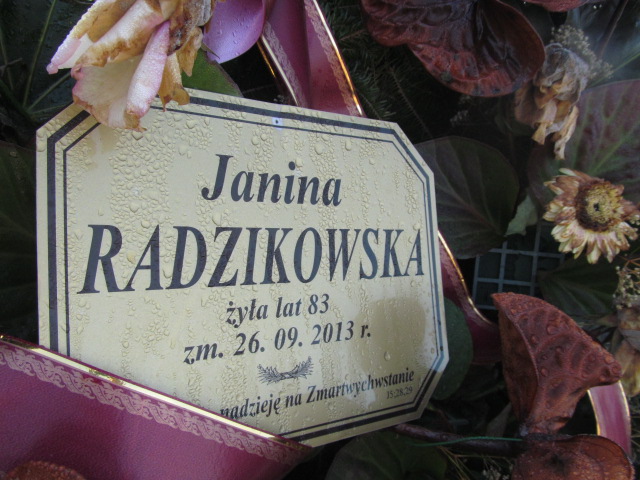 Janina
RADZIKOWSKA
żyła lat 83
zm. 26. 09. 2013 r.
nadzieję na Zmartwychwstanie